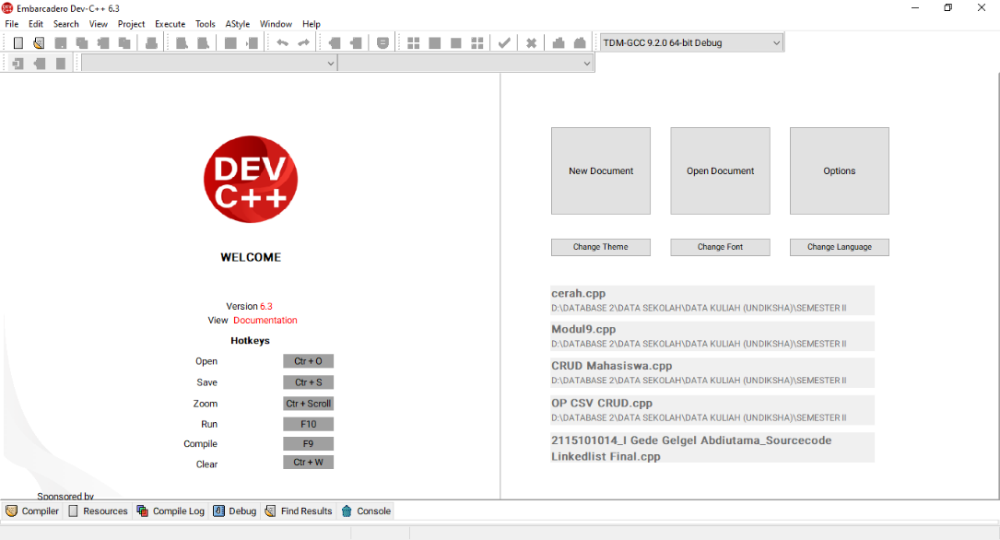 Embarcadero Dev-C++ 6.3
File Edit Search View Project Execute Tools AStyle Window Help
TDM-GCC 9.2.0 64-bit Debug
DEV
C++
WELCOME
Version 6.3
View Documentation
Hotkeys
Open Ctr + O
Save Ctr + S
Zoom Ctr + Scroll
Run F10
Compile F9
Clear Ctr + W
Sponsored by
New Document Open Document Options
Change Theme Change Font Change Language
cerah.cpp
D:\DATABASE 2\DATA SEKOLAH\DATA KULIAH (UNDIKSHA)\SEMESTER II
Modul9.cpp
D:\DATABASE 2\DATA SEKOLAH\DATA KULIAH (UNDIKSHA)\SEMESTER II
CRUD Mahasiswa.cpp
D:\DATABASE 2\DATA SEKOLAH\DATA KULIAH (UNDIKSHA)\SEMESTER II
OP CSV CRUD.cpp
D:\DATABASE 2\DATA SEKOLAH\DATA KULIAH (UNDIKSHA)\SEMESTER II
2115101014_I Gede Gelgel Abdiutama_Sourcecode
Linkedlist Final.cpp
Compiler Resources Compile Log Debug Find Results Console